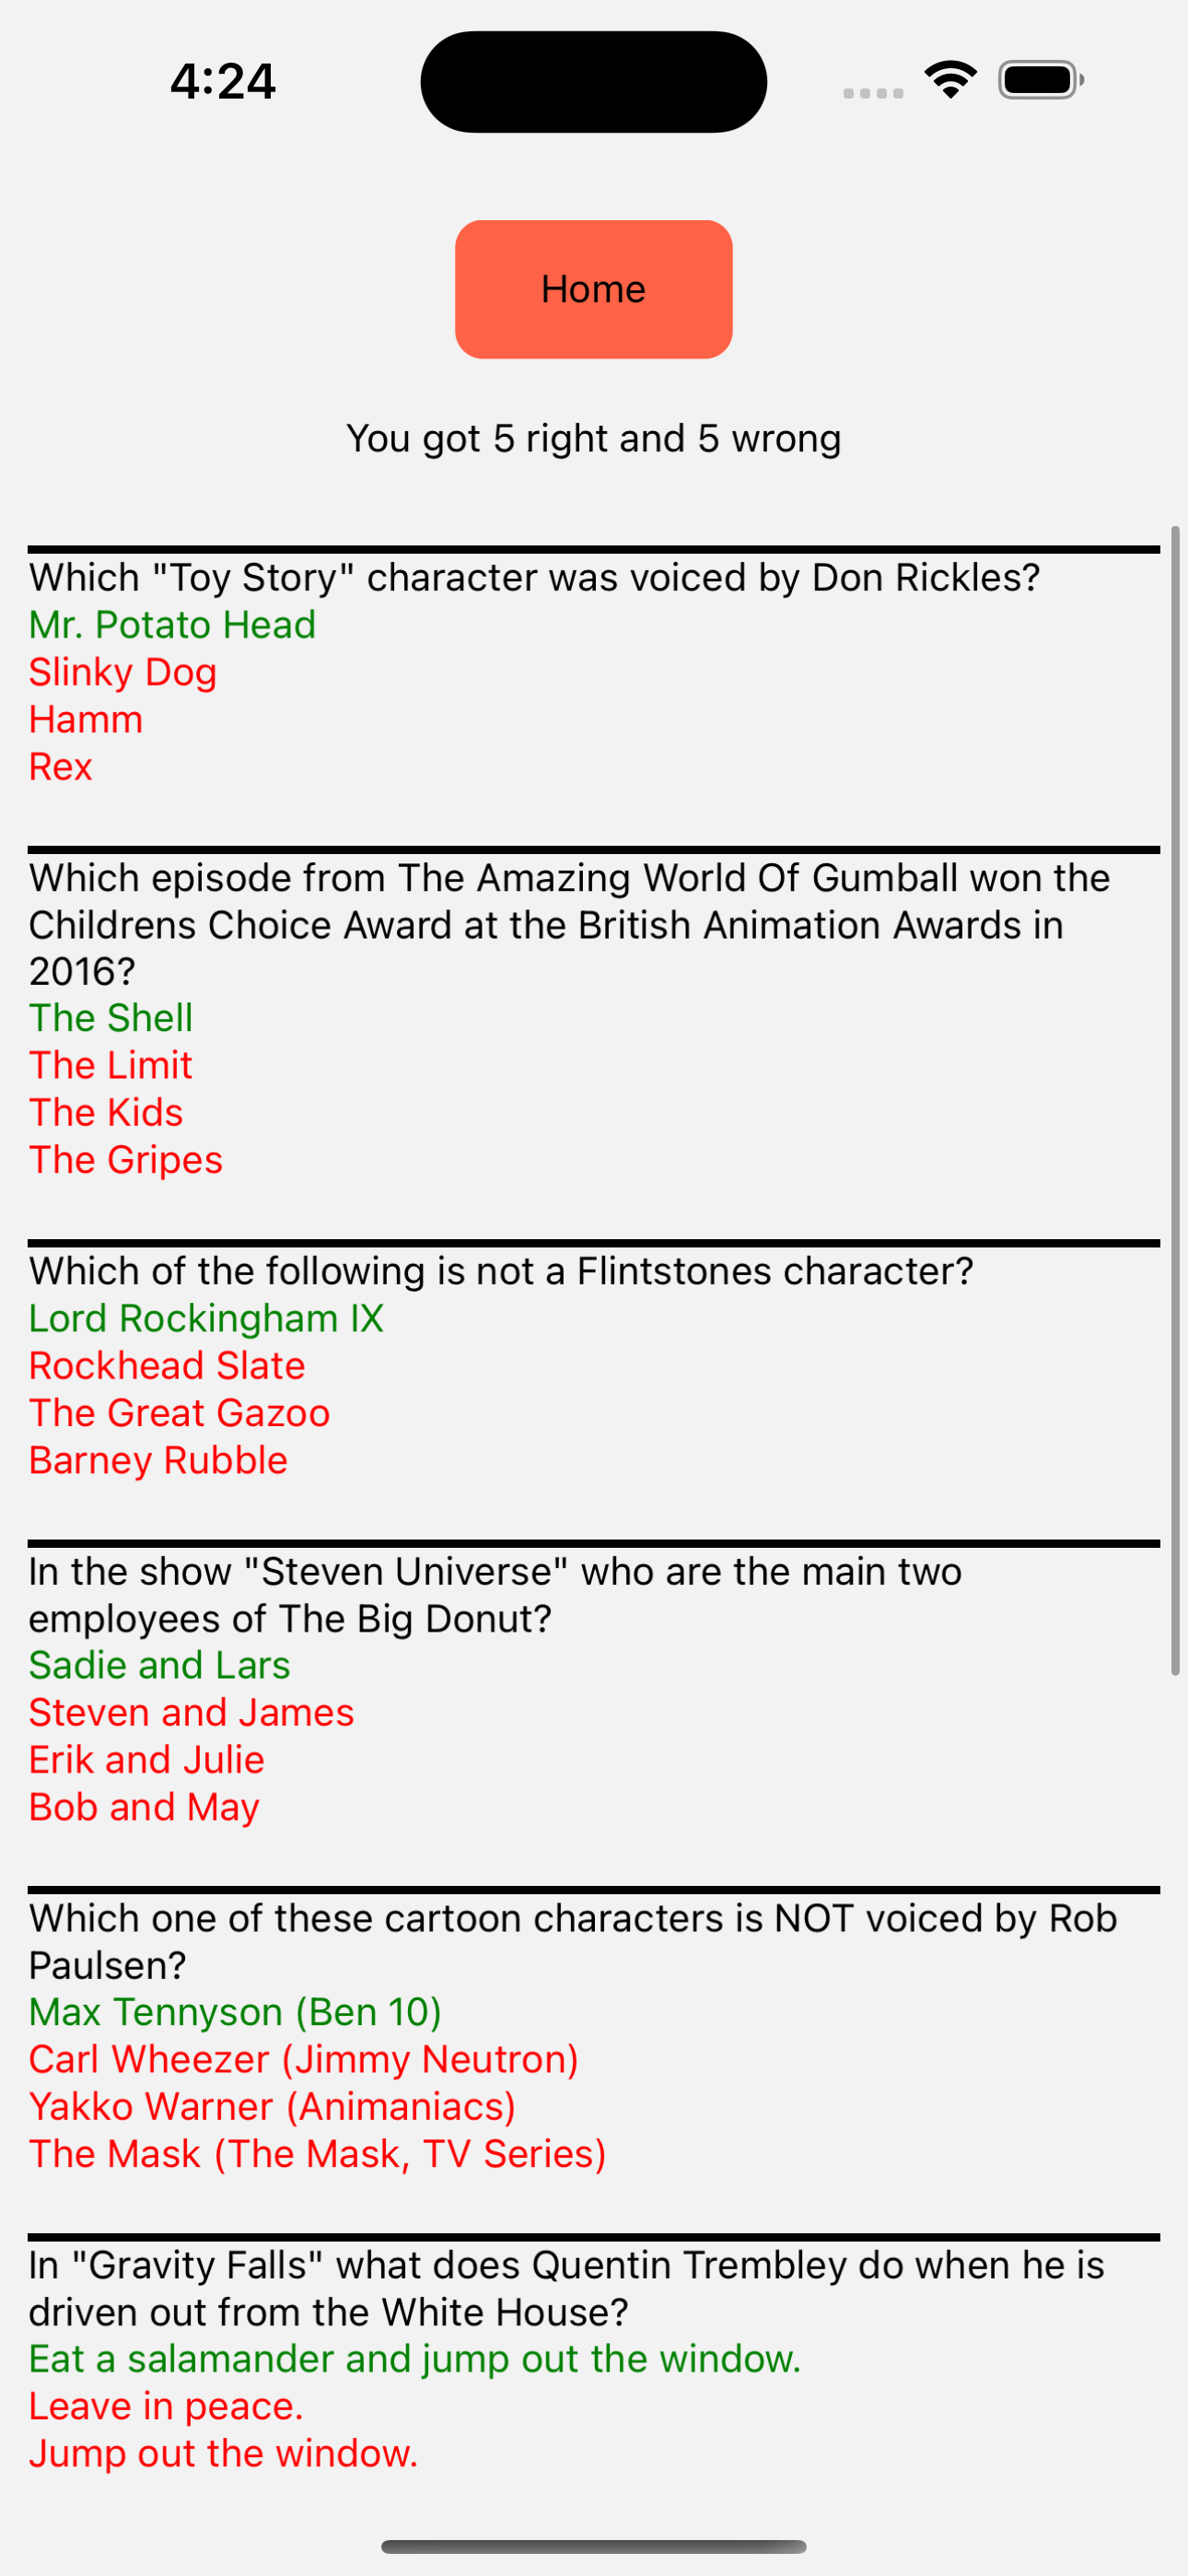 4:24
Home
You got 5 right and 5 wrong
Which "Toy Story" character was voiced by Don Rickles?
Mr. Potato Head
Slinky Dog
Hamm
Rex
Which episode from The Amazing World Of Gumball won the
Childrens Choice Award at the British Animation Awards in
2016?
The Shell
The Limit
The Kids
The Gripes
Which of the following is not a Flintstones character?
Lord Rockingham IX
Rockhead Slate
The Great Gazoo
Barney Rubble
In the show "Steven Universe" who are the main two
employees of The Big Donut?
Sadie and Lars
Steven and James
Erik and Julie
Bob and May
Which one of these cartoon characters is NOT voiced by Rob
Paulsen?
Max Tennyson (Ben 10)
Carl Wheezer (Jimmy Neutron)
Yakko Warner (Animaniacs)
The Mask (The Mask, TV Series)
In "Gravity Falls" what does Quentin Trembley do when he is
driven out from the White House?
Eat a salamander and jump out the window.
Leave in peace.
Jump out the window.